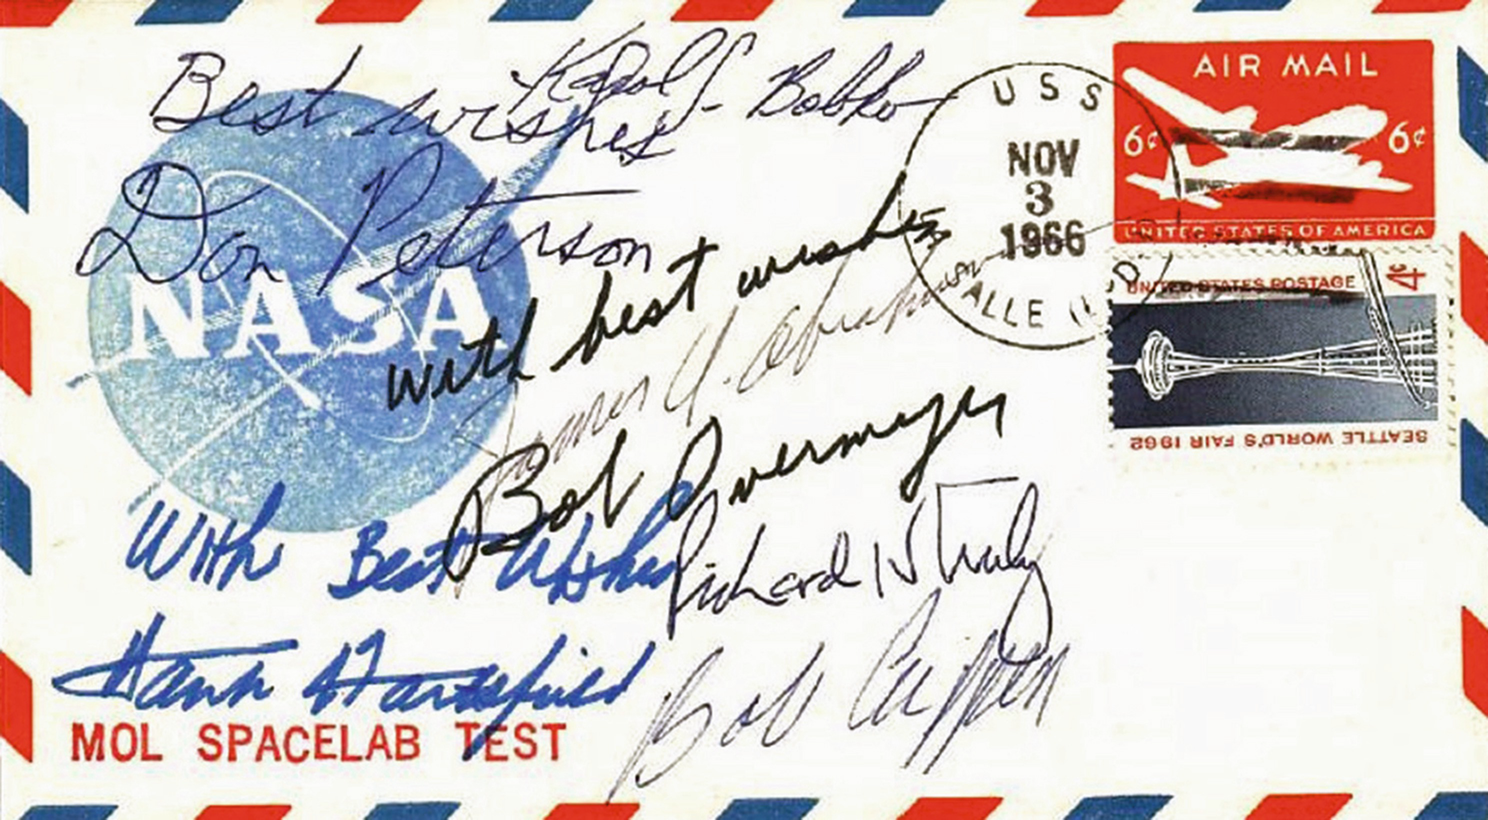 Best wishes
Karol J. Bobko
Don Peterson
NASA
with best wishes
James A. Abrahamson
Bob Overmyer
With Best Wishes
Hank Hartsfield
Richard H Truly
Bob Crippen
MOL SPACELAB TEST
USS
NOV
3
1966
AIR MAIL
6¢ 6¢
UNITED STATES OF AMERICA
UNITED STATES POSTAGE
4¢
SEATTLE WORLD'S FAIR 1962